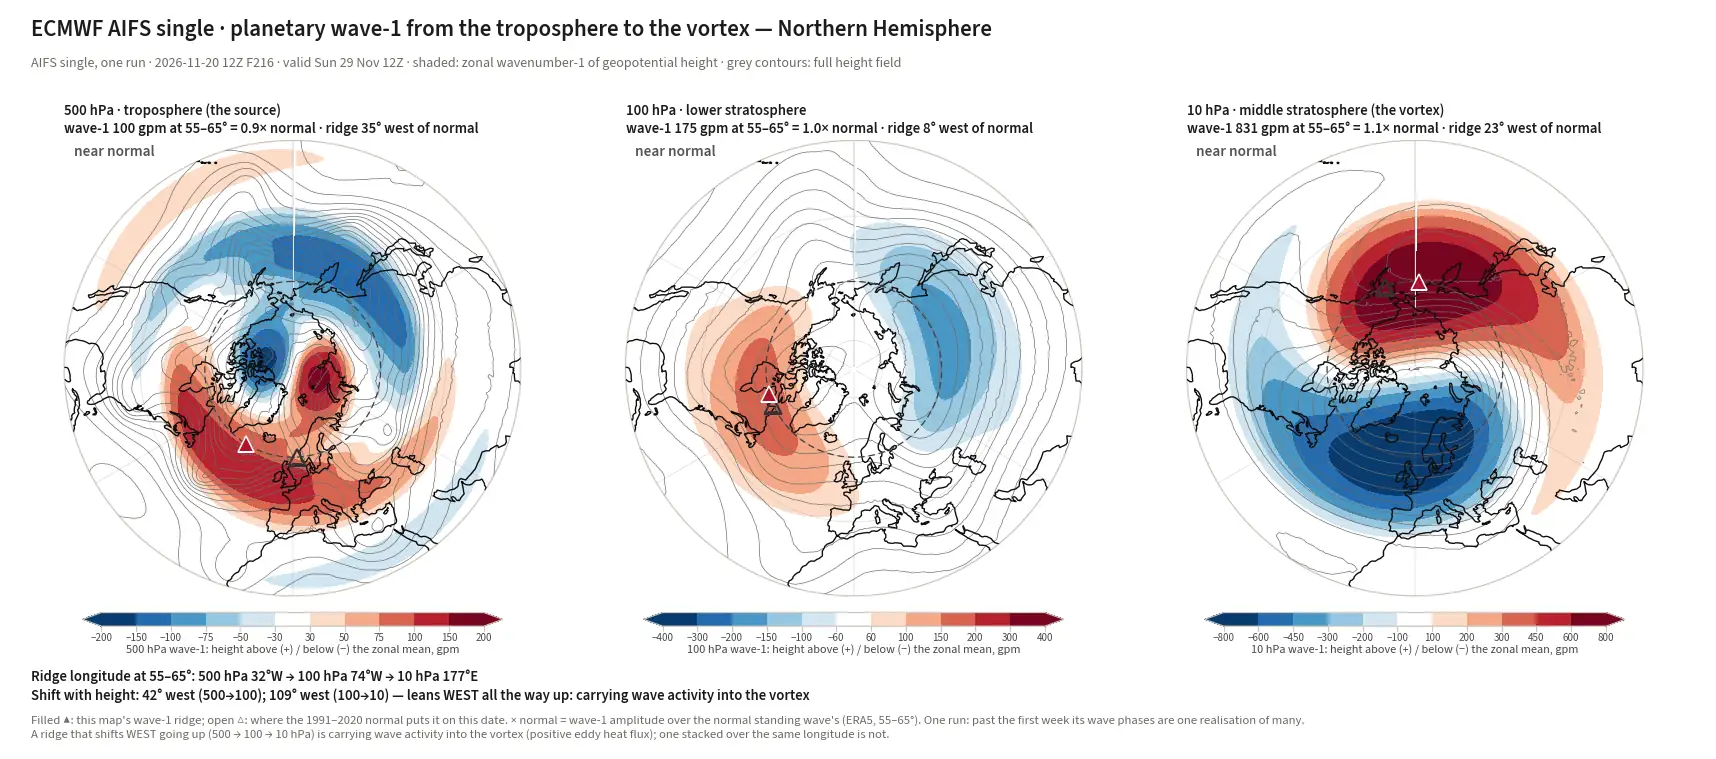 ECMWF AIFS single · planetary wave-1 from the troposphere to the vortex — Northern Hemisphere
AIFS single, one run · 2026-11-20 12Z F216 · valid Sun 29 Nov 12Z · shaded: zonal wavenumber-1 of geopotential height · grey contours: full height field
500 hPa · troposphere (the source)
wave-1 100 gpm at 55–65° = 0.9× normal · ridge 35° west of normal
near normal
100 hPa · lower stratosphere
wave-1 175 gpm at 55–65° = 1.0× normal · ridge 8° west of normal
near normal
10 hPa · middle stratosphere (the vortex)
wave-1 831 gpm at 55–65° = 1.1× normal · ridge 23° west of normal
near normal
−200 −150 −100 −75 −50 −30 30 50 75 100 150 200
500 hPa wave-1: height above (+) / below (−) the zonal mean, gpm
−400 −300 −200 −150 −100 −60 60 100 150 200 300 400
100 hPa wave-1: height above (+) / below (−) the zonal mean, gpm
−800 −600 −450 −300 −200 −100 100 200 300 450 600 800
10 hPa wave-1: height above (+) / below (−) the zonal mean, gpm
Ridge longitude at 55–65°: 500 hPa 32°W → 100 hPa 74°W → 10 hPa 177°E
Shift with height: 42° west (500→100); 109° west (100→10) — leans WEST all the way up: carrying wave activity into the vortex
Filled ▲: this map's wave-1 ridge; open △: where the 1991–2020 normal puts it on this date. × normal = wave-1 amplitude over the normal standing wave's (ERA5, 55–65°). One run: past the first week its wave phases are one realisation of many.
A ridge that shifts WEST going up (500 → 100 → 10 hPa) is carrying wave activity into the vortex (positive eddy heat flux); one stacked over the same longitude is not.